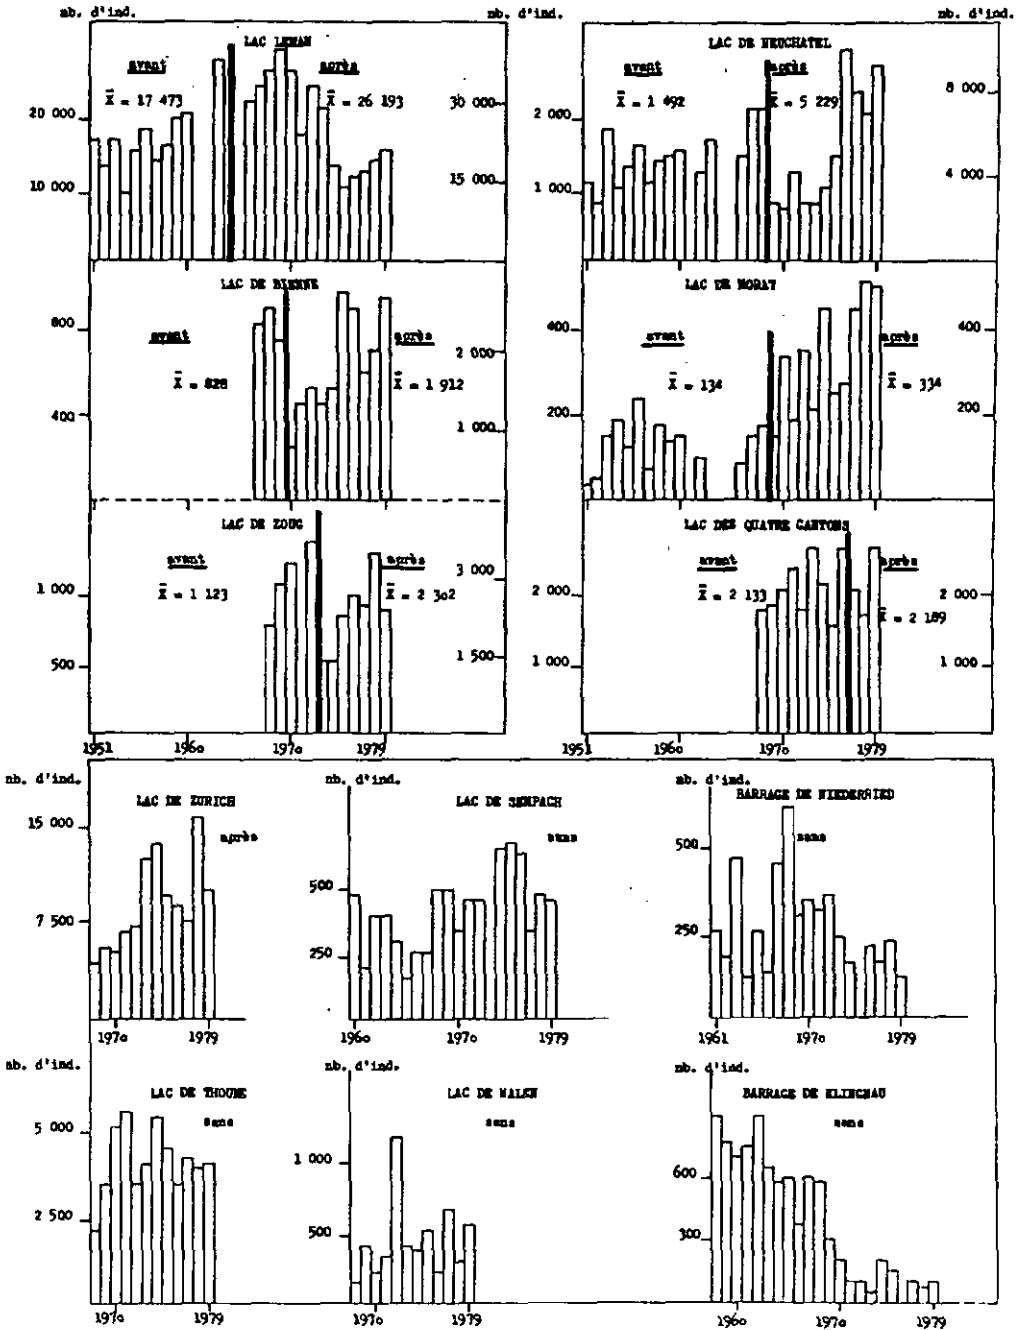 nb. d'ind.
nb. d'ind.
nb. d'ind.
LAC LEMAN
avant
après
X̄ = 17 473
X̄ = 26 193
20 000
10 000
30 000
15 000
LAC DE NEUCHATEL
avant
après
X̄ = 1 492
X̄ = 5 229
2 000
1 000
8 000
4 000
LAC DE BIENNE
avant
après
X̄ = 828
X̄ = 1 912
800
400
2 000
1 000
LAC DE MORAT
avant
après
X̄ = 134
X̄ = 334
400
200
400
200
LAC DE ZOUG
avant
après
X̄ = 1 123
X̄ = 2 302
1 000
500
3 000
1 500
1951
1960
1970
1979
LAC DES QUATRE CANTONS
avant
après
X̄ = 2 133
X̄ = 2 189
2 000
1 000
2 000
1 000
1951
1960
1970
1979
nb. d'ind.
LAC DE ZURICH
après
15 000
7 500
1970
1979
nb. d'ind.
LAC DE SEMPACH
sans
500
250
1960
1970
1979
nb. d'ind.
BARRAGE DE NIEDERRIED
sans
500
250
1961
1970
1979
nb. d'ind.
LAC DE THOUNE
sans
5 000
2 500
1970
1979
nb. d'ind.
LAC DE WALEN
sans
1 000
500
1970
1979
nb. d'ind.
BARRAGE DE KLINGNAU
sans
600
300
1960
1970
1979